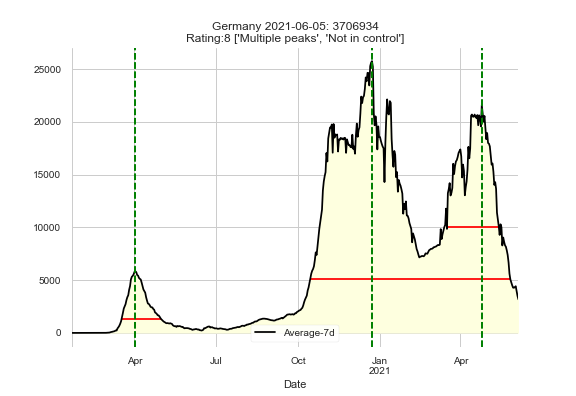 Germany 2021-06-05: 3706934
Rating:8 ['Multiple peaks', 'Not in control']
25000
20000
15000
10000
5000
0
Average-7d
Apr
Jul
Oct
Jan
2021
Apr
Date